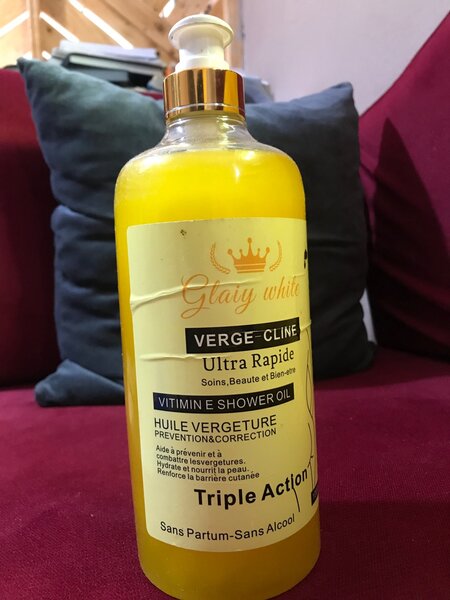 Glaiy white
VERGE-CLINE
Ultra Rapide
Soins,Beaute et Bien-etre
VITIMIN E SHOWER OIL
HUILE VERGETURE
PREVENTION&CORRECTION
Aide à prévenir et à
combattre lesvergetures.
Hydrate et nourrit la peau.
Renforce la barrière cutanée
Triple Action
Sans Partum-Sans Alcool